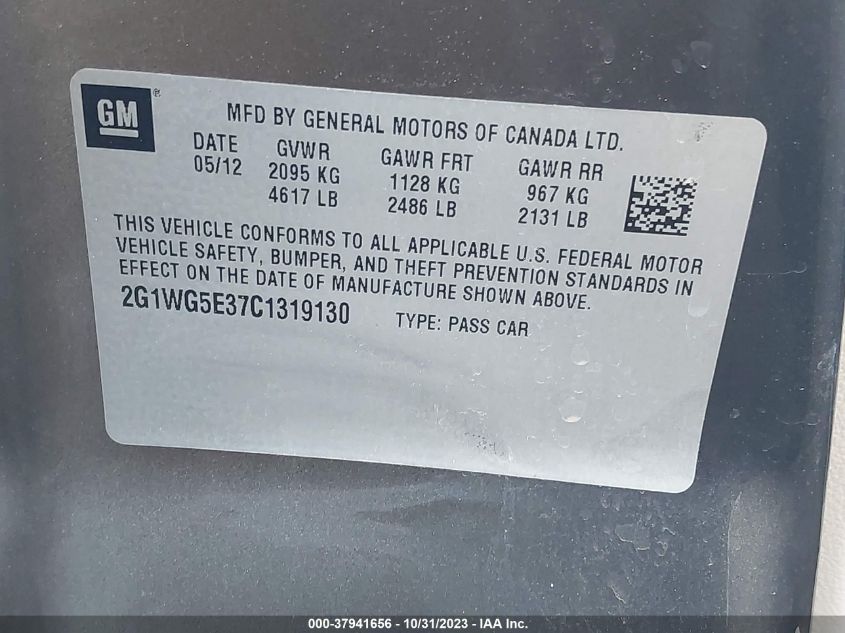 GM ®
MFD BY GENERAL MOTORS OF CANADA LTD.
DATE GVWR GAWR FRT GAWR RR
05/12 2095 KG 1128 KG 967 KG
4617 LB 2486 LB 2131 LB
THIS VEHICLE CONFORMS TO ALL APPLICABLE U.S. FEDERAL MOTOR
VEHICLE SAFETY, BUMPER, AND THEFT PREVENTION STANDARDS IN
EFFECT ON THE DATE OF MANUFACTURE SHOWN ABOVE.
2G1WG5E37C1319130 TYPE: PASS CAR
000-37941656 - 10/31/2023 - IAA Inc.